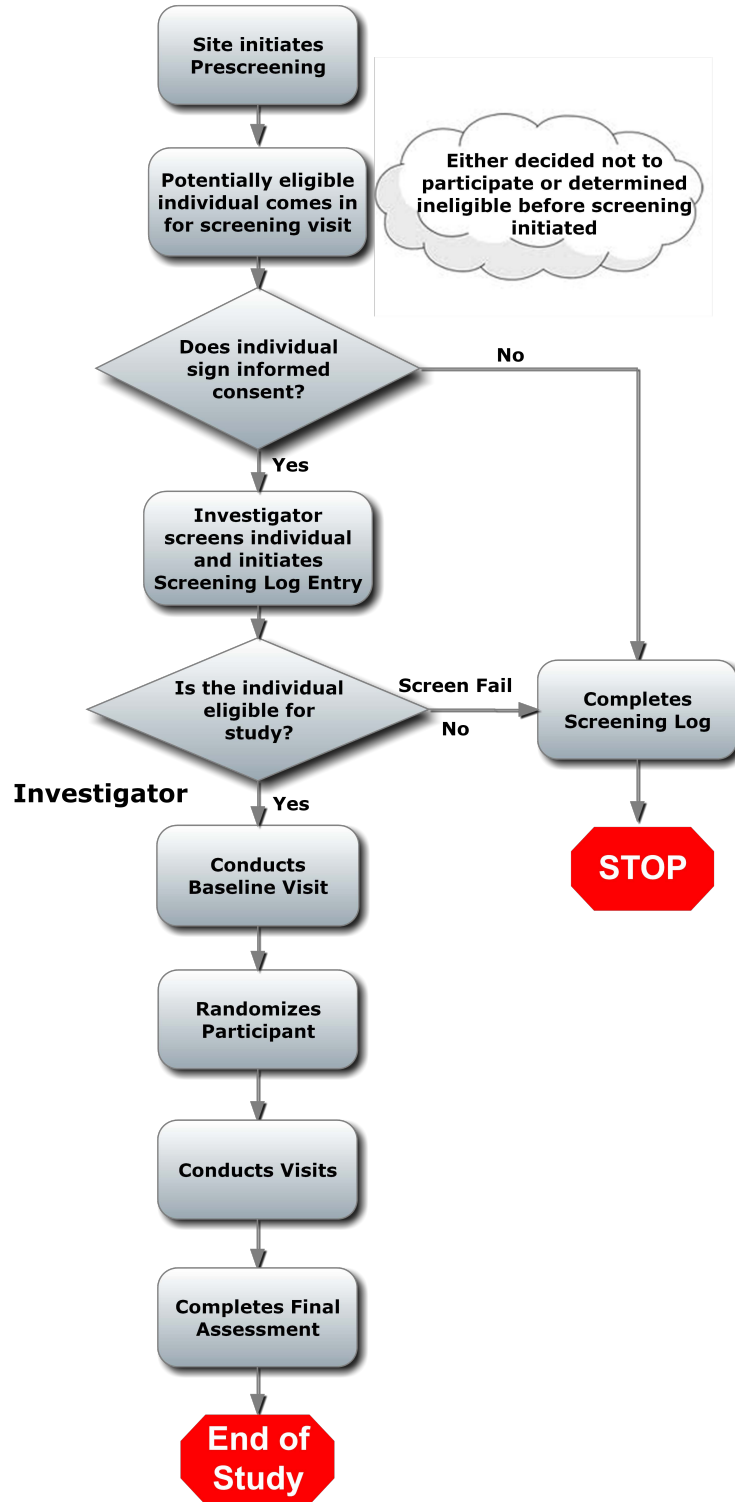 Site initiates
Prescreening
Either decided not to
participate or determined
ineligible before screening
initiated
Potentially eligible
individual comes in
for screening visit
Does individual
sign informed
consent?
No
Yes
Investigator
screens individual
and initiates
Screening Log Entry
Is the individual
eligible for
study?
Screen Fail
No
Completes
Screening Log
Investigator
Yes
STOP
Conducts
Baseline Visit
Randomizes
Participant
Conducts Visits
Completes Final
Assessment
End of
Study